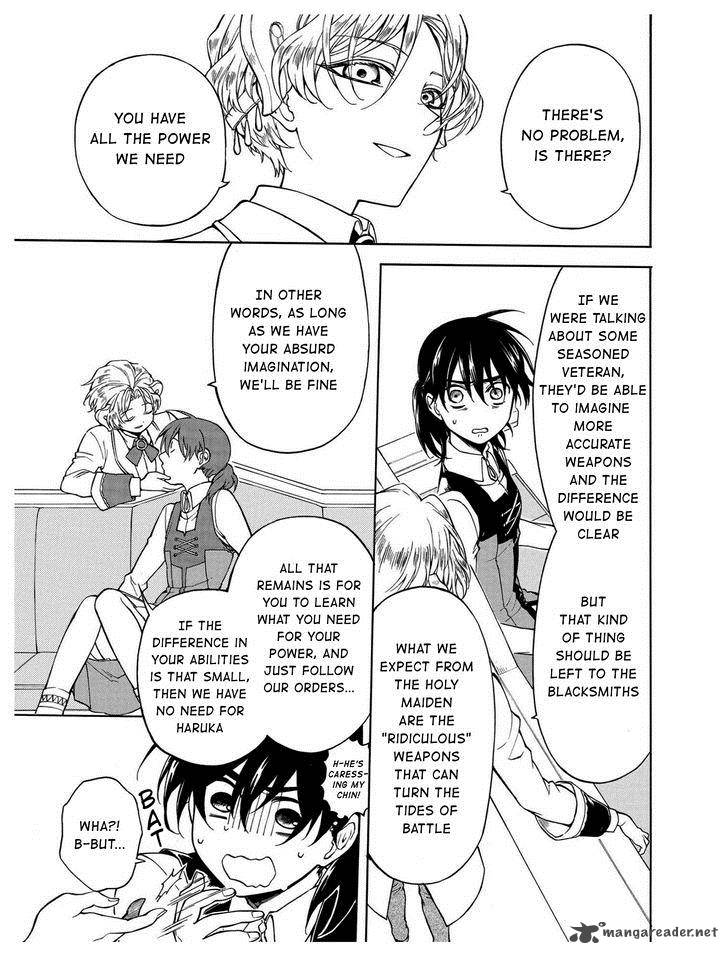 THERE'S
NO PROBLEM,
IS THERE?
YOU HAVE
ALL THE POWER
WE NEED
IF WE
WERE TALKING
ABOUT SOME
SEASONED
VETERAN,
THEY'D BE ABLE
TO IMAGINE
MORE
ACCURATE
WEAPONS
AND THE
DIFFERENCE
WOULD BE
CLEAR
BUT
THAT KIND
OF THING
SHOULD BE
LEFT TO THE
BLACKSMITHS
WHAT WE
EXPECT FROM
THE HOLY
MAIDEN
ARE THE
"RIDICULOUS"
WEAPONS
THAT CAN
TURN THE
TIDES OF
BATTLE
IN OTHER
WORDS, AS LONG
AS WE HAVE
YOUR ABSURD
IMAGINATION,
WE'LL BE FINE
ALL THAT
REMAINS IS FOR
YOU TO LEARN
WHAT YOU NEED
FOR YOUR
POWER, AND
JUST FOLLOW
OUR ORDERS...
IF THE
DIFFERENCE IN
YOUR ABILITIES
IS THAT SMALL,
THEN WE HAVE
NO NEED FOR
HARUKA
H-HE'S
CARESS-
ING MY
CHIN!
BAT
WHA?!
B-BUT...
mangareader.net